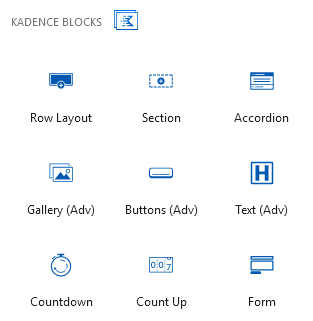 KADENCE BLOCKS
Row Layout
Section
Accordion
Gallery (Adv)
Buttons (Adv)
Text (Adv)
Countdown
Count Up
Form